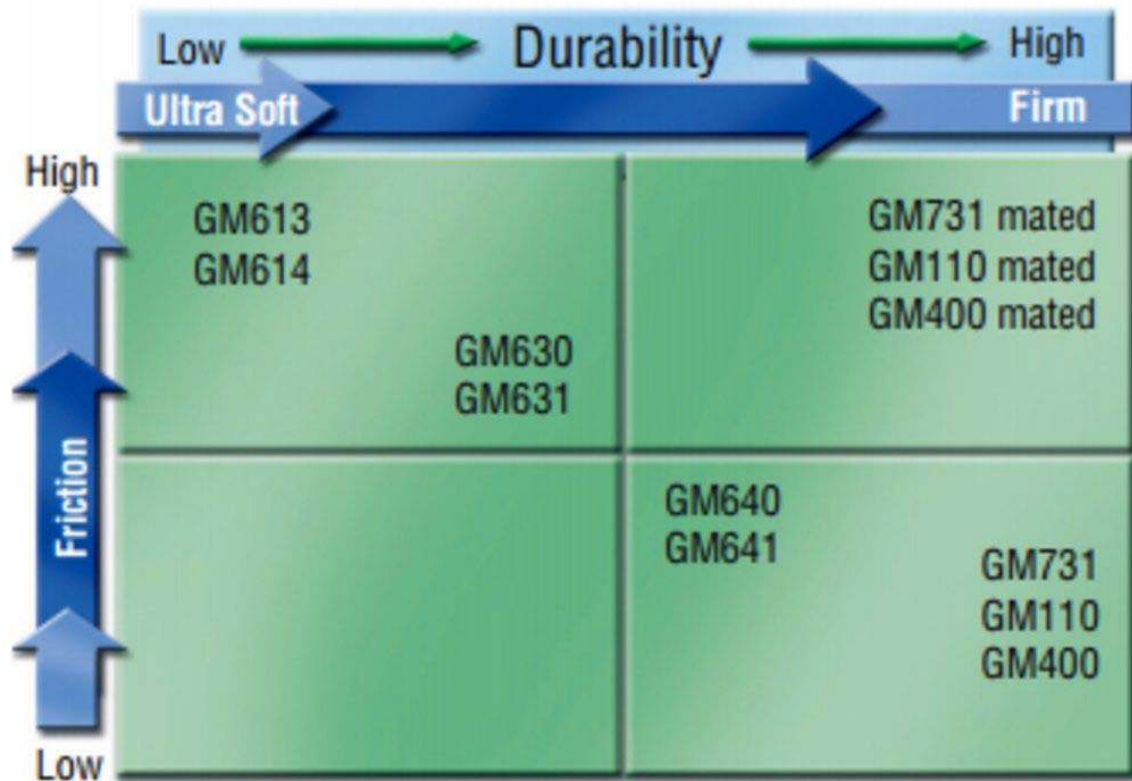 Low Durability High
Ultra Soft Firm
High
GM613
GM614
GM630
GM631
GM731 mated
GM110 mated
GM400 mated
Friction
GM640
GM641
GM731
GM110
GM400
Low